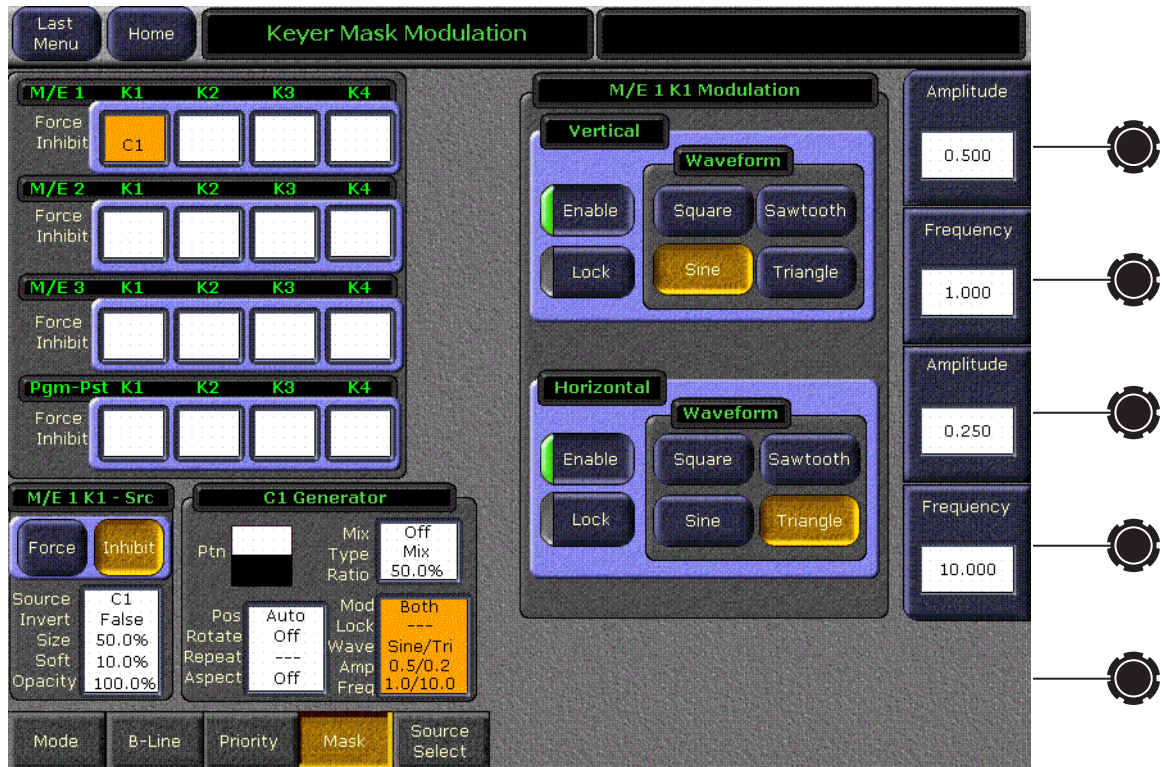 Last Menu
Home
Keyer Mask Modulation
M/E 1 K1 K2 K3 K4
Force
Inhibit
C1
M/E 2 K1 K2 K3 K4
Force
Inhibit
M/E 3 K1 K2 K3 K4
Force
Inhibit
Pgm-Pst K1 K2 K3 K4
Force
Inhibit
M/E 1 K1 - Src
Force Inhibit
Source C1
Invert False
Size 50.0%
Soft 10.0%
Opacity 100.0%
C1 Generator
Ptn
Mix Off
Type Mix
Ratio 50.0%
Pos Auto
Rotate Off
Repeat ---
Aspect Off
Mod Both
Lock ---
Wave Sine/Tri
Amp 0.5/0.2
Freq 1.0/10.0
M/E 1 K1 Modulation
Vertical
Waveform
Enable Square Sawtooth
Lock Sine Triangle
Horizontal
Waveform
Enable Square Sawtooth
Lock Sine Triangle
Amplitude
0.500
Frequency
1.000
Amplitude
0.250
Frequency
10.000
Mode B-Line Priority Mask Source Select